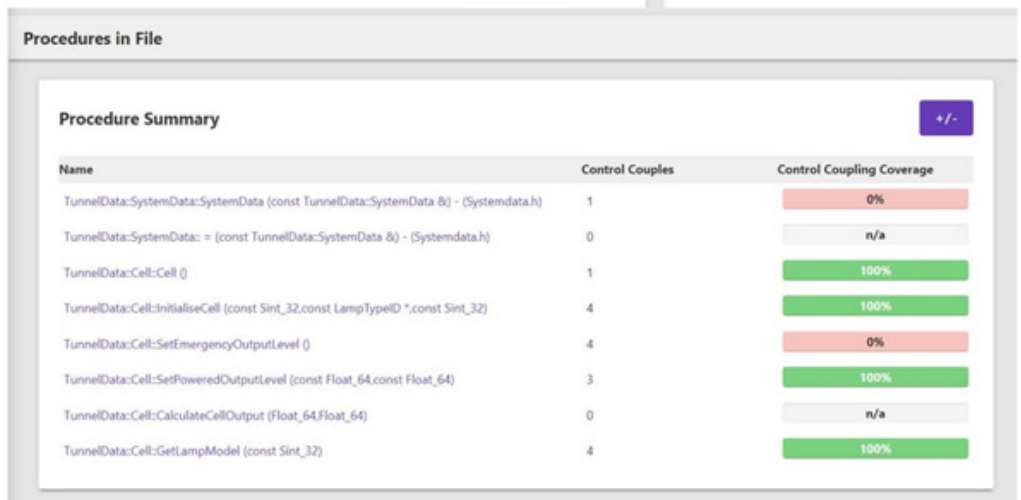 Procedures in File
Procedure Summary
+/-
Name Control Couples Control Coupling Coverage
TunnelData::SystemData::SystemData (const TunnelData::SystemData &) - (Systemdata.h) 1 0%
TunnelData::SystemData:: = (const TunnelData::SystemData &) - (Systemdata.h) 0 n/a
TunnelData::Cell::Cell () 1 100%
TunnelData::Cell::InitialiseCell (const Sint_32,const LampTypeID *,const Sint_32) 4 100%
TunnelData::Cell::SetEmergencyOutputLevel () 4 0%
TunnelData::Cell::SetPoweredOutputLevel (const Float_64,const Float_64) 3 100%
TunnelData::Cell::CalculateCellOutput (Float_64,Float_64) 0 n/a
TunnelData::Cell::GetLampModel (const Sint_32) 4 100%